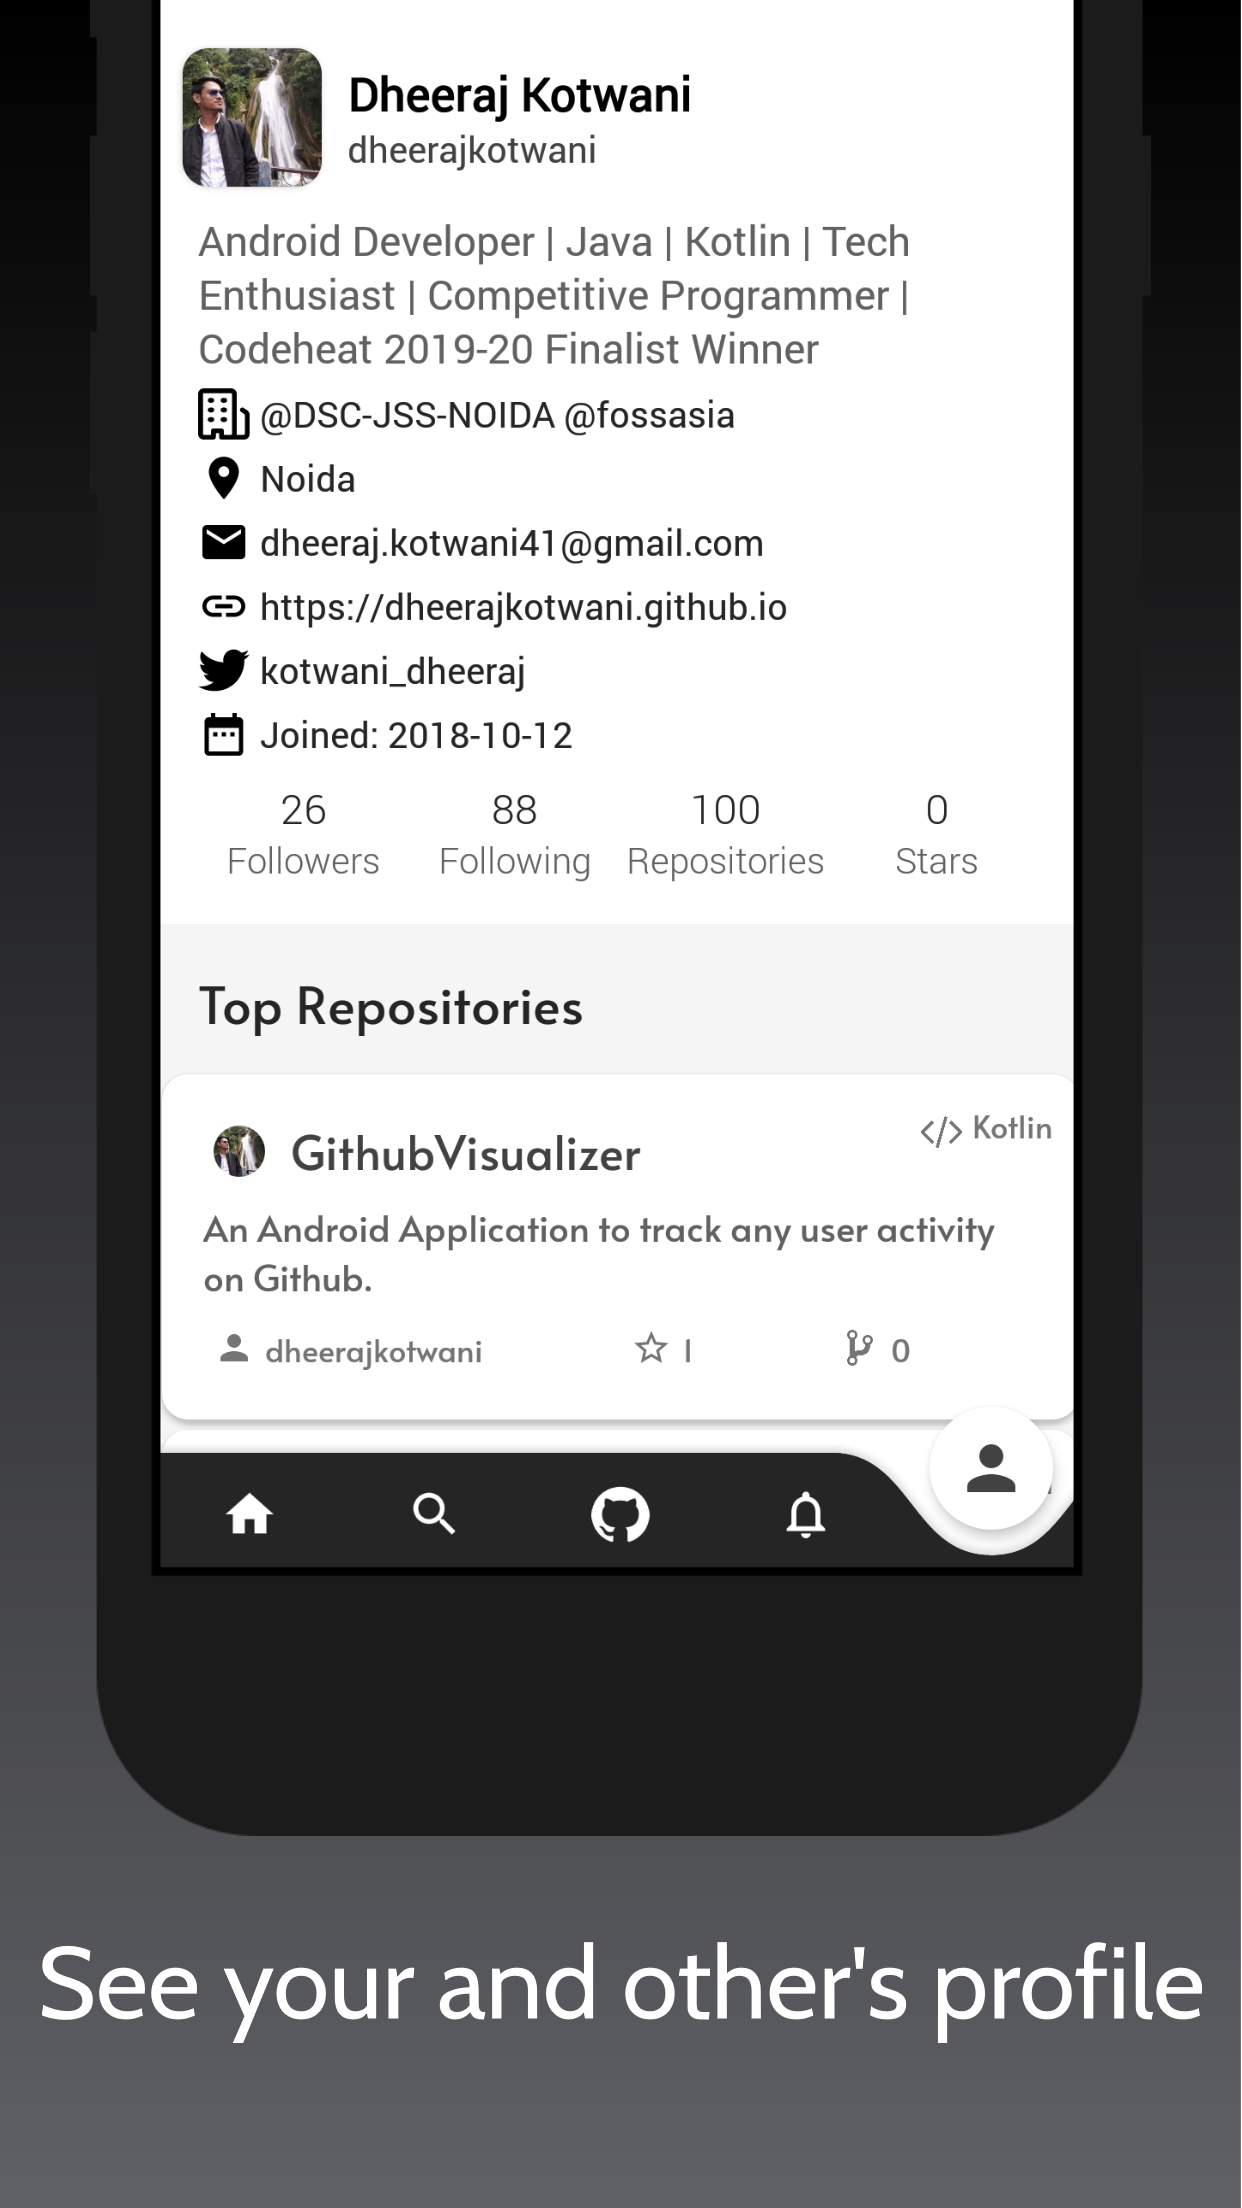 Dheeraj Kotwani
dheerajkotwani
Android Developer | Java | Kotlin | Tech
Enthusiast | Competitive Programmer |
Codeheat 2019-20 Finalist Winner
@DSC-JSS-NOIDA @fossasia
Noida
dheeraj.kotwani41@gmail.com
https://dheerajkotwani.github.io
kotwani_dheeraj
Joined: 2018-10-12
26 88 100 0
Followers Following Repositories Stars
Top Repositories
GithubVisualizer
</> Kotlin
An Android Application to track any user activity
on Github.
dheerajkotwani 1 0
See your and other's profile